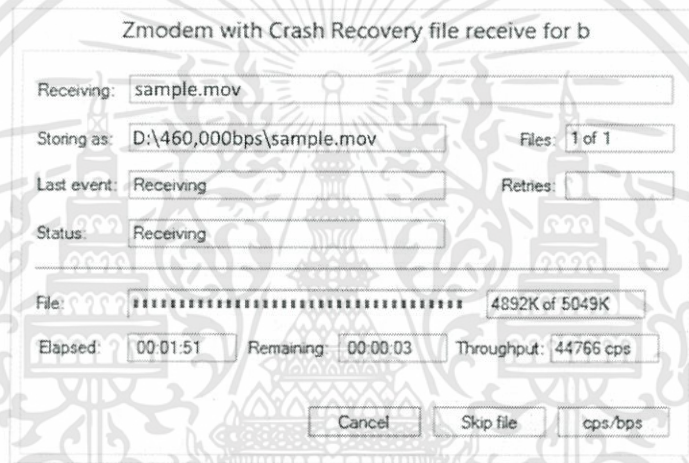 Zmodem with Crash Recovery file receive for b
Receiving: sample.mov
Storing as: D:\460,000bps\sample.mov Files: 1 of 1
Last event: Receiving Retries:
Status: Receiving
File: 4892K of 5049K
Elapsed: 00:01:51 Remaining: 00:00:03 Throughput: 44766 cps
Cancel Skip file cps/bps